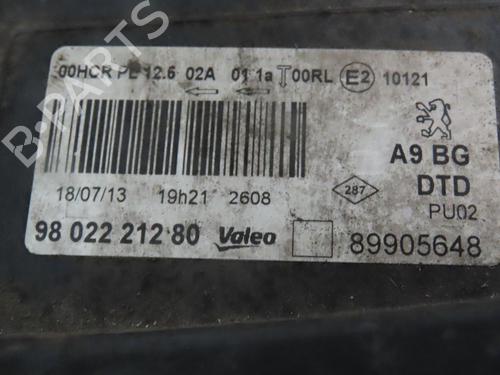 00HCR PL 12.6 02A 01 1a T 00RL E2 10121
A9 BG
DTD
287
PU02
18/07/13 19h21 2608
98 022 212 80 Valeo 89905648
B-PARTS